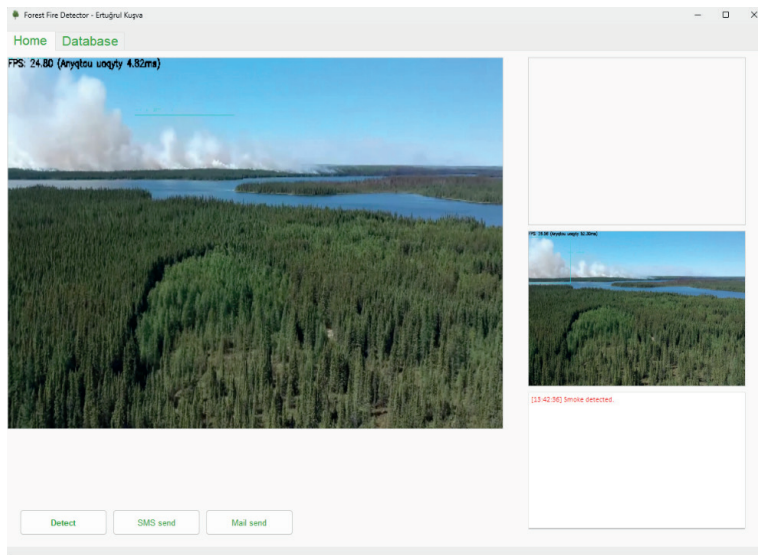 Forest Fire Detector - Ertuğrul Kuşva
Home Database
FPS: 24.80 (Anyqtou uoqyty 4.82ms)
FPS:
[13:42:36] Smoke detected.
Detect SMS send Mail send